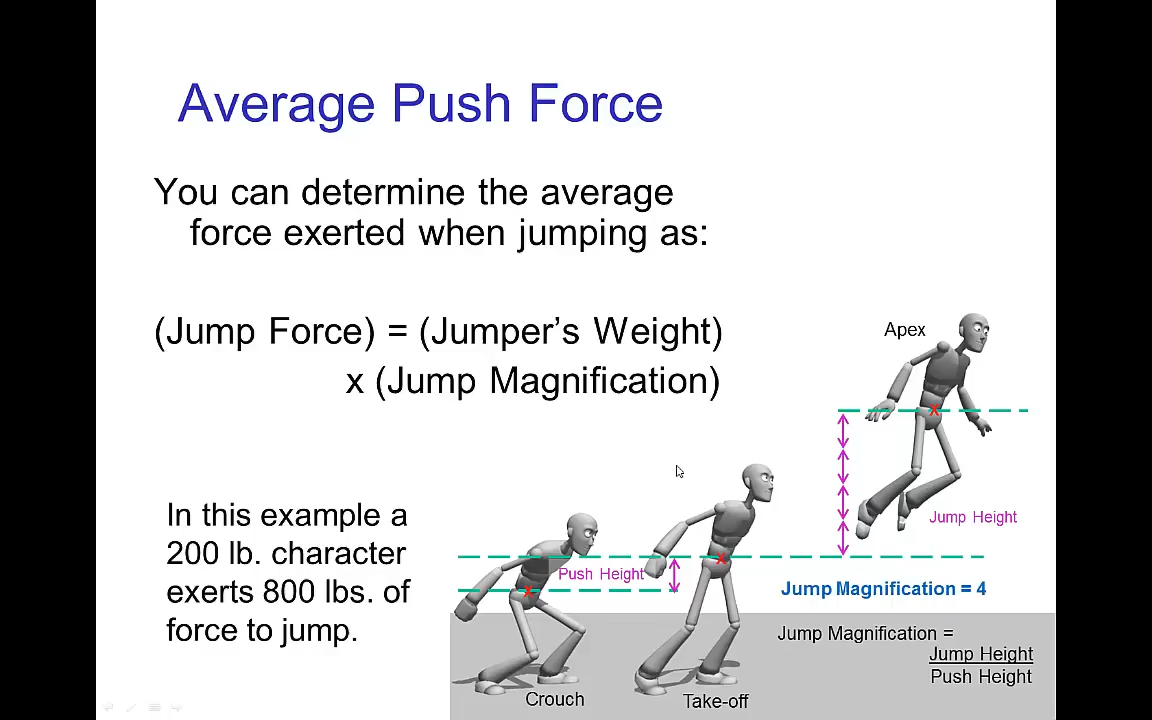 Average Push Force
You can determine the average
force exerted when jumping as:
(Jump Force) = (Jumper's Weight)
x (Jump Magnification)
In this example a
200 lb. character
exerts 800 lbs. of
force to jump.
Apex
Jump Height
Push Height
Jump Magnification = 4
Jump Magnification =
Jump Height
Push Height
Crouch
Take-off